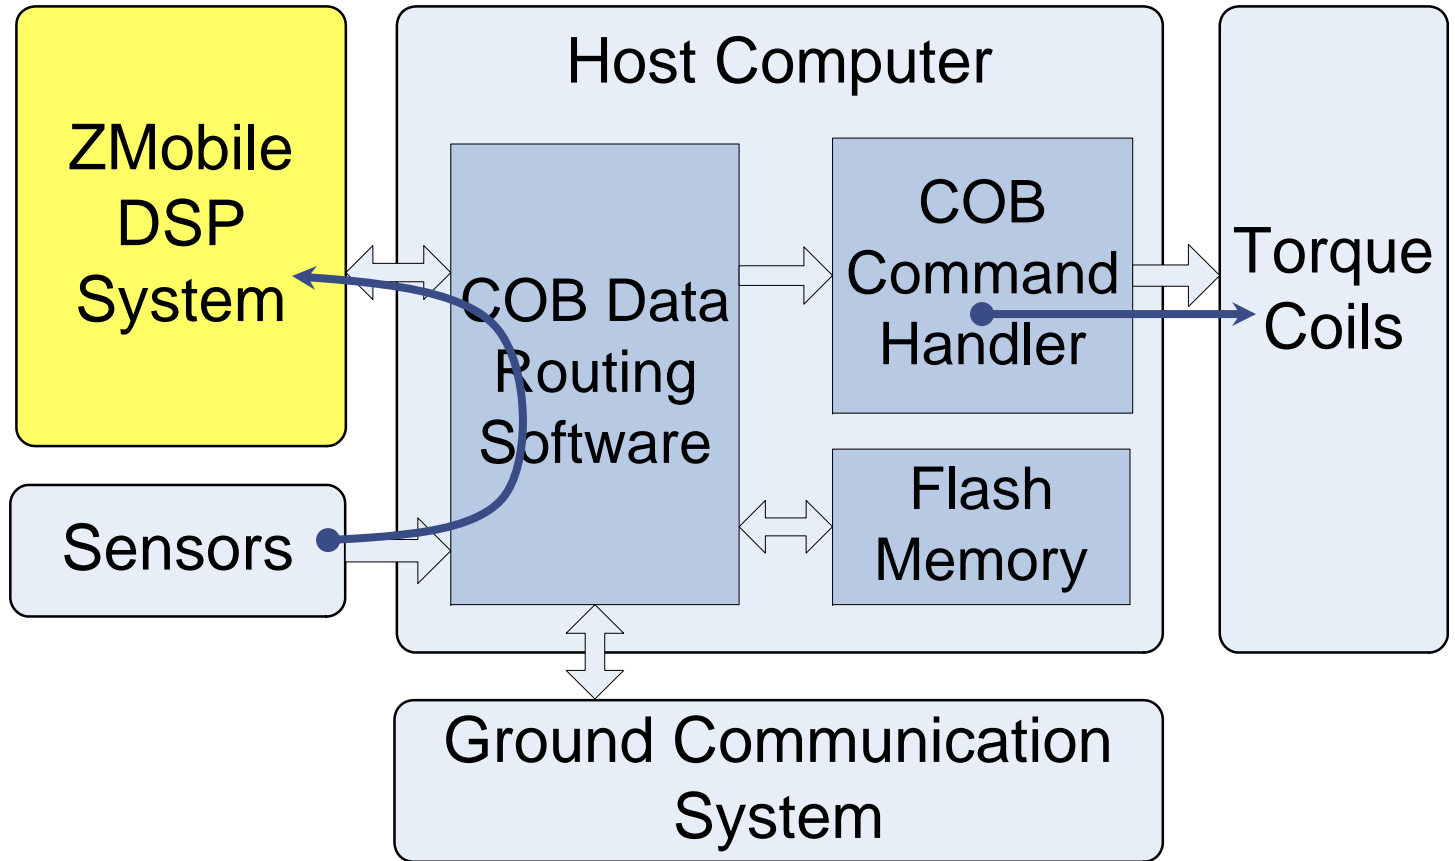 Host Computer
ZMobile
DSP
System
COB Data
Routing
Software
COB
Command
Handler
Torque
Coils
Flash
Memory
Sensors
Ground Communication
System